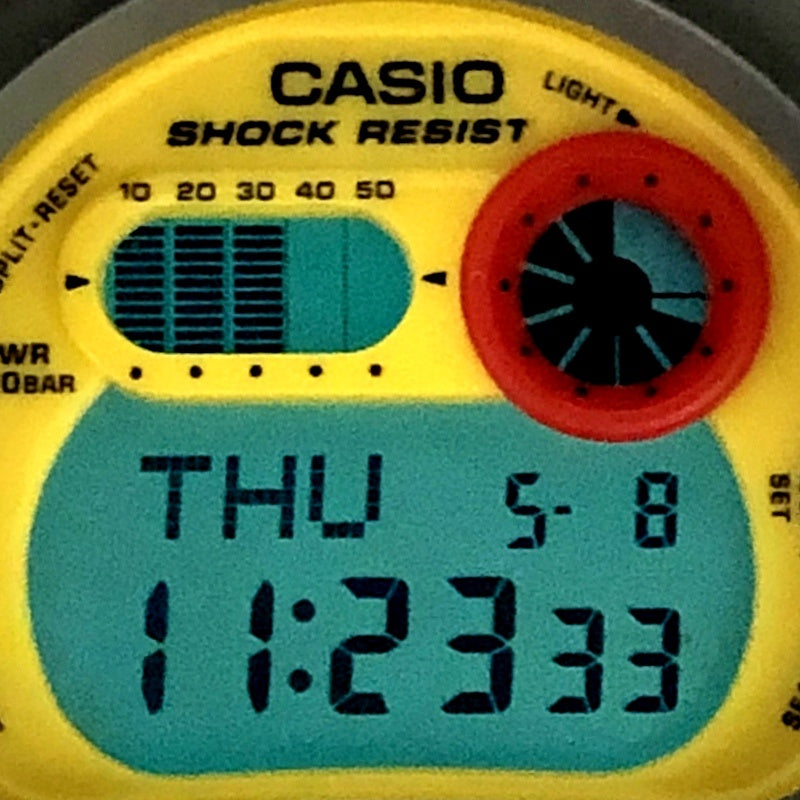 CASIO
LIGHT
SHOCK RESIST
SPLIT·RESET
10 20 30 40 50
WR
0BAR
SET
THU 5- 8
11:23 33